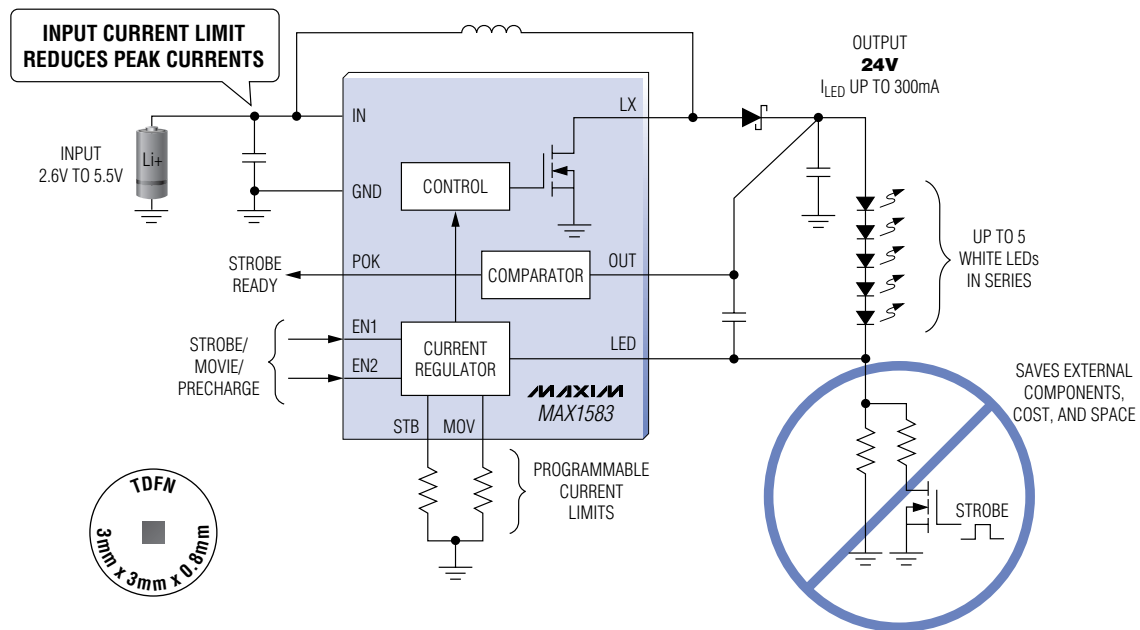 INPUT CURRENT LIMIT
REDUCES PEAK CURRENTS
OUTPUT
24V
ILED UP TO 300mA
IN
LX
Li+
INPUT
2.6V TO 5.5V
GND
CONTROL
STROBE
READY
POK
COMPARATOR
OUT
UP TO 5
WHITE LEDs
IN SERIES
STROBE/
MOVIE/
PRECHARGE
EN1
EN2
CURRENT
REGULATOR
LED
MAXIM
MAX1583
STB
MOV
SAVES EXTERNAL
COMPONENTS,
COST, AND SPACE
PROGRAMMABLE
CURRENT
LIMITS
STROBE
TDFN
3mm x 3mm x 0.8mm